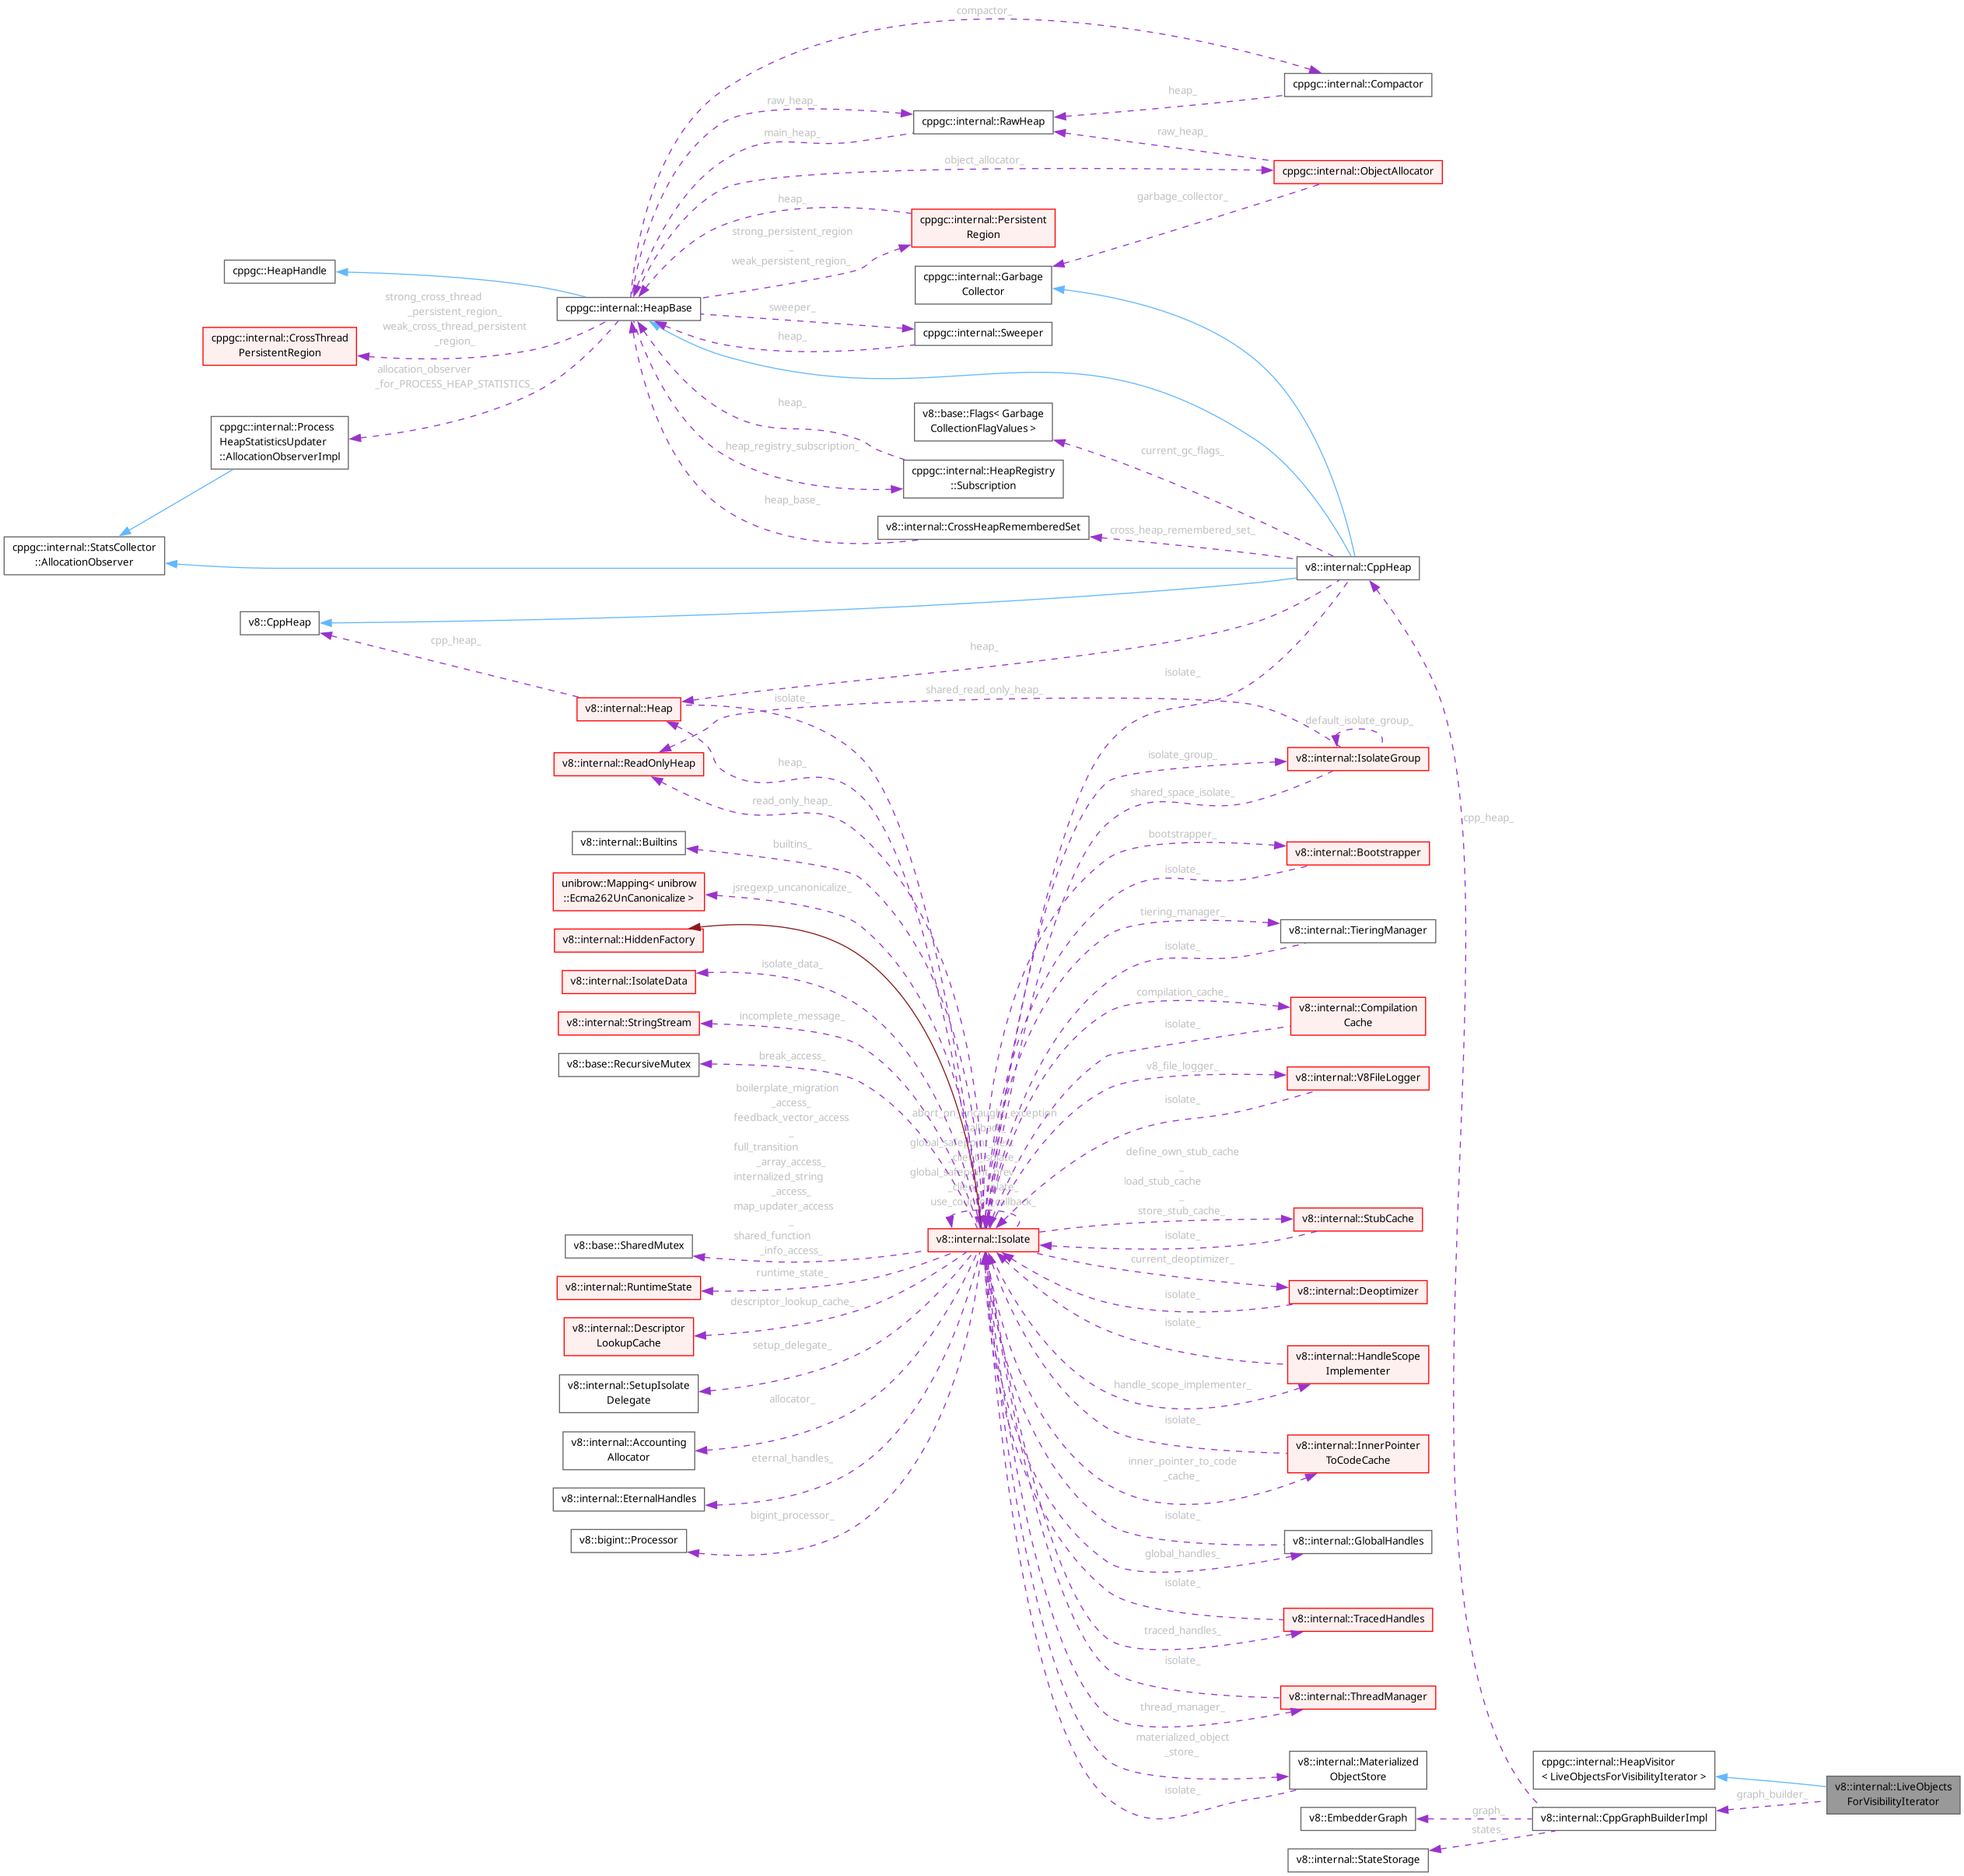 compactor_
cppgc::internal::Compactor
raw_heap_
heap_
cppgc::internal::RawHeap
main_heap_
raw_heap_
object_allocator_
cppgc::internal::ObjectAllocator
heap_
garbage_collector_
cppgc::internal::Persistent
Region
strong_persistent_region
_
weak_persistent_region_
cppgc::HeapHandle
cppgc::internal::Garbage
Collector
strong_cross_thread
_persistent_region_
weak_cross_thread_persistent
_region_
cppgc::internal::HeapBase
sweeper_
cppgc::internal::Sweeper
heap_
cppgc::internal::CrossThread
PersistentRegion
allocation_observer
_for_PROCESS_HEAP_STATISTICS_
heap_
v8::base::Flags< Garbage
CollectionFlagValues >
cppgc::internal::Process
HeapStatisticsUpdater
::AllocationObserverImpl
heap_registry_subscription_
current_gc_flags_
cppgc::internal::HeapRegistry
::Subscription
heap_base_
v8::internal::CrossHeapRememberedSet
cross_heap_remembered_set_
cppgc::internal::StatsCollector
::AllocationObserver
v8::internal::CppHeap
v8::CppHeap
cpp_heap_
heap_
isolate_
v8::internal::Heap
isolate_
shared_read_only_heap_
default_isolate_group_
v8::internal::ReadOnlyHeap
heap_
isolate_group_
v8::internal::IsolateGroup
read_only_heap_
shared_space_isolate_
cpp_heap_
v8::internal::Builtins
builtins_
bootstrapper_
v8::internal::Bootstrapper
isolate_
unibrow::Mapping< unibrow
::Ecma262UnCanonicalize >
jsregexp_uncanonicalize_
tiering_manager_
v8::internal::TieringManager
v8::internal::HiddenFactory
isolate_
v8::internal::IsolateData
isolate_data_
compilation_cache_
v8::internal::Compilation
Cache
v8::internal::StringStream
incomplete_message_
isolate_
v8::base::RecursiveMutex
break_access_
v8_file_logger_
v8::internal::V8FileLogger
isolate_
boilerplate_migration
_access_
feedback_vector_access
_
full_transition
_array_access_
internalized_string
_access_
map_updater_access
_
shared_function
_info_access_
abort_on_uncaught_exception
_callback_
global_safepoint_next
_client_isolate_
global_safepoint_prev
_client_isolate_
use_counter_callback_
define_own_stub_cache
_
load_stub_cache
_
store_stub_cache_
v8::base::SharedMutex
v8::internal::Isolate
v8::internal::StubCache
isolate_
v8::internal::RuntimeState
runtime_state_
current_deoptimizer_
v8::internal::Deoptimizer
isolate_
v8::internal::Descriptor
LookupCache
descriptor_lookup_cache_
isolate_
v8::internal::HandleScope
Implementer
setup_delegate_
handle_scope_implementer_
v8::internal::SetupIsolate
Delegate
allocator_
isolate_
v8::internal::Accounting
Allocator
v8::internal::InnerPointer
ToCodeCache
inner_pointer_to_code
_cache_
eternal_handles_
v8::internal::EternalHandles
bigint_processor_
isolate_
v8::bigint::Processor
v8::internal::GlobalHandles
global_handles_
isolate_
v8::internal::TracedHandles
traced_handles_
isolate_
v8::internal::ThreadManager
thread_manager_
materialized_object
_store_
v8::internal::Materialized
ObjectStore
isolate_
cppgc::internal::HeapVisitor
< LiveObjectsForVisibilityIterator >
v8::internal::LiveObjects
ForVisibilityIterator
graph_builder_
v8::EmbedderGraph
graph_
v8::internal::CppGraphBuilderImpl
states_
v8::internal::StateStorage